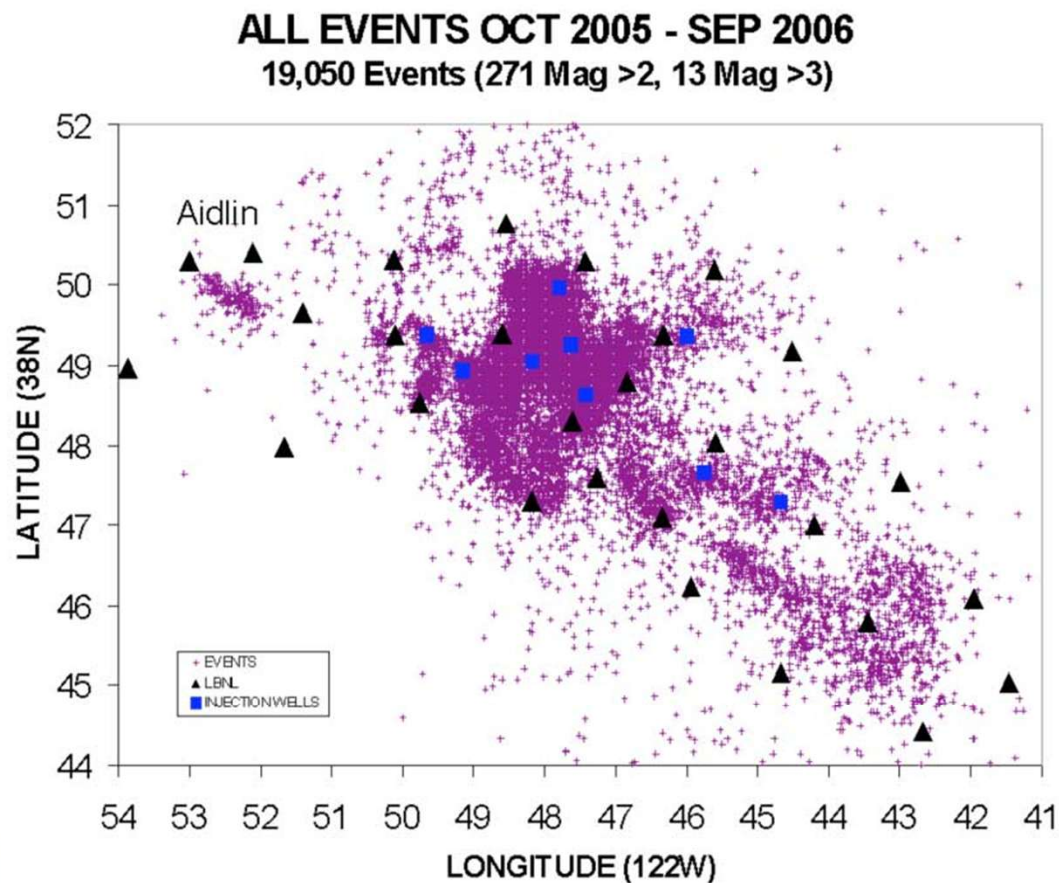 ALL EVENTS OCT 2005 - SEP 2006
19,050 Events (271 Mag >2, 13 Mag >3)
52
51
50
49
48
47
46
45
44
LATITUDE (38N)
Aidlin
EVENTS
LBNL
INJECTION WELLS
54 53 52 51 50 49 48 47 46 45 44 43 42 41
LONGITUDE (122W)